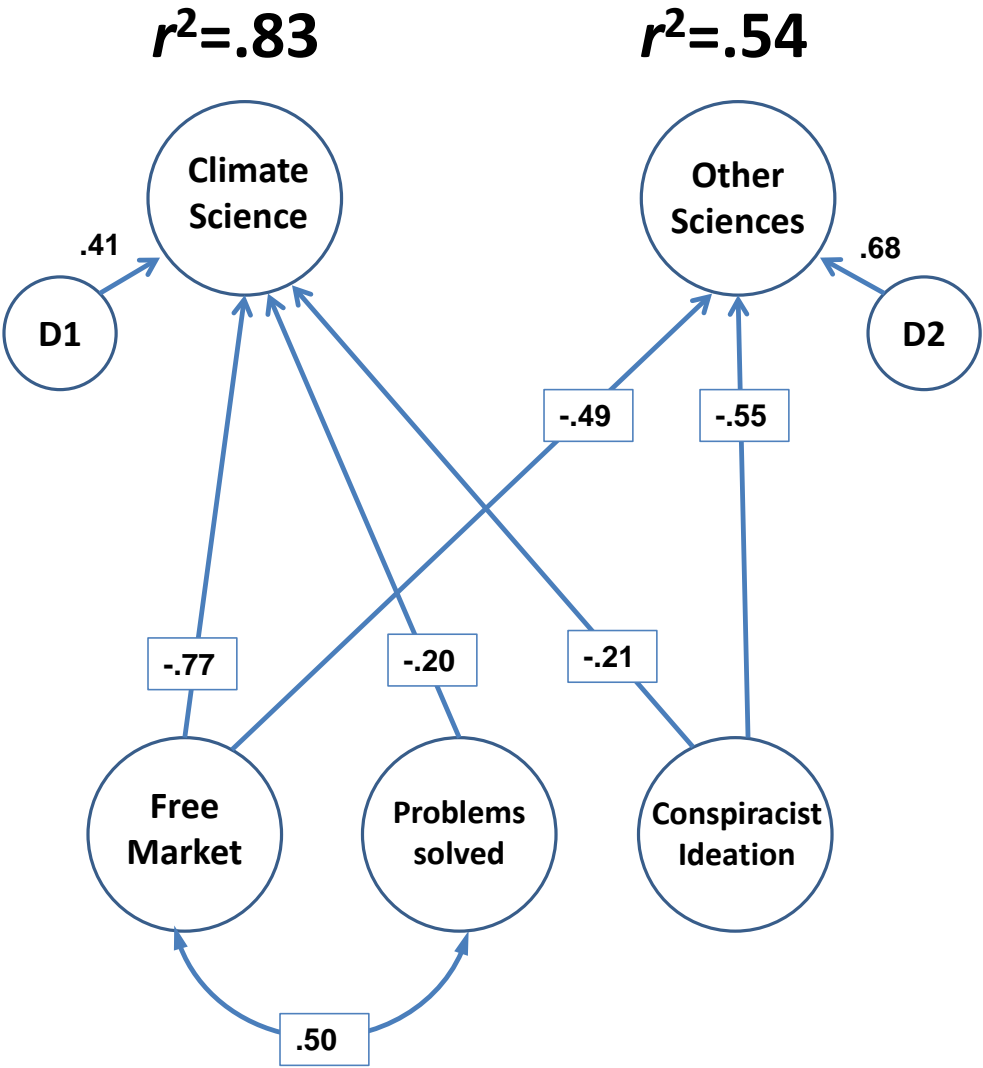 r²=.83
r²=.54
Climate
Science
Other
Sciences
.41
.68
D1
D2
-.49
-.55
-.77
-.20
-.21
Free
Market
Problems
solved
Conspiracist
Ideation
.50